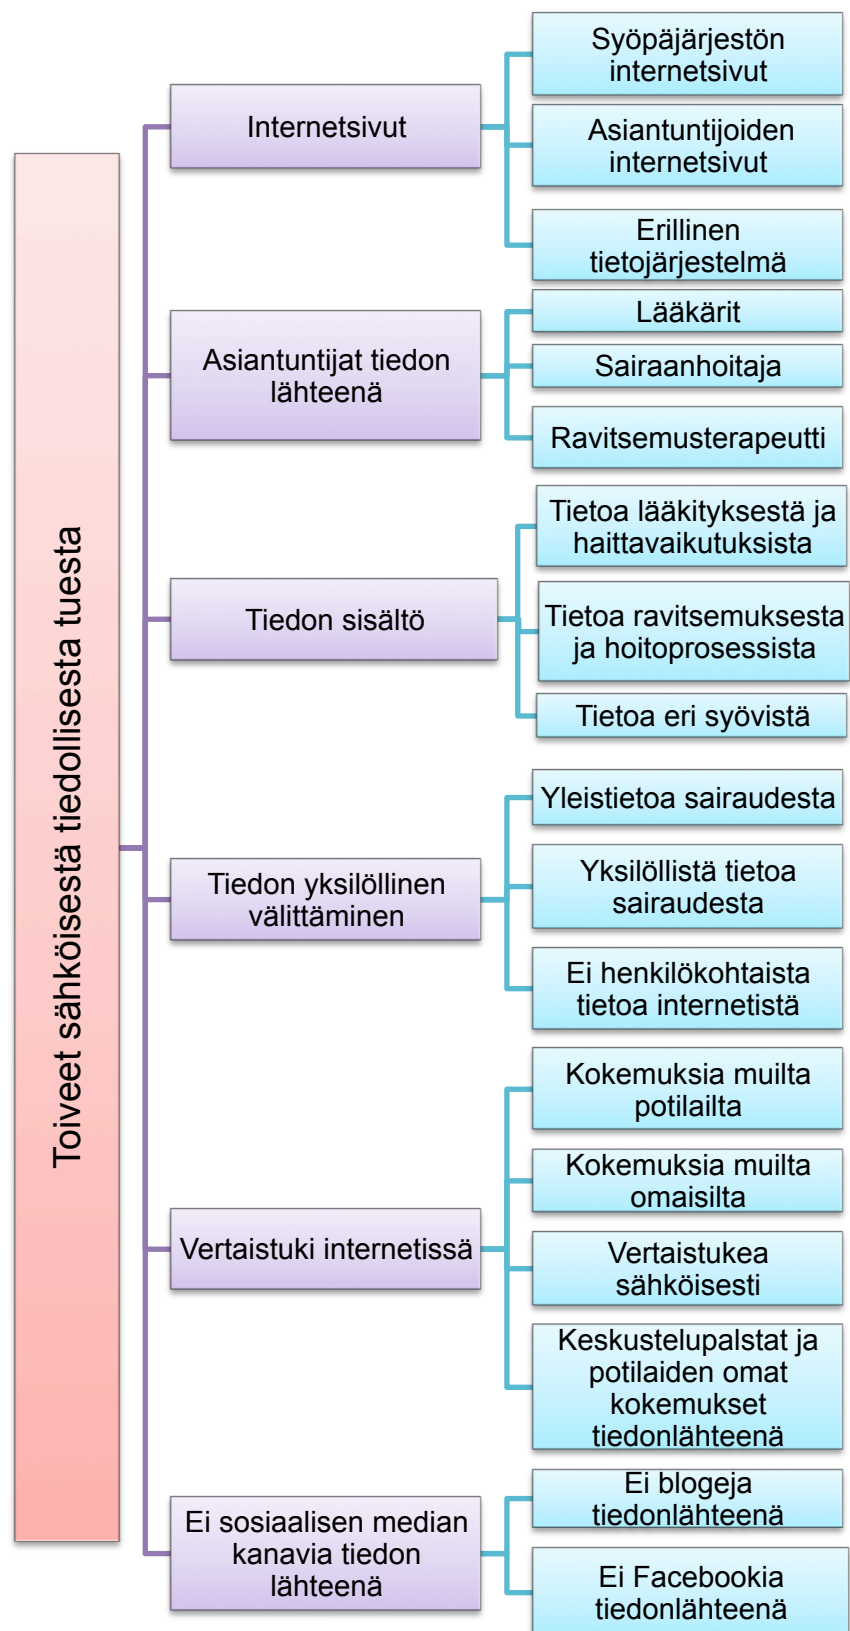 Toiveet sähköisestä tiedollisesta tuesta
Internetsivut
Syöpäjärjestön
internetsivut
Asiantuntijoiden
internetsivut
Erillinen
tietojärjestelmä
Asiantuntijat tiedon
lähteenä
Lääkärit
Sairaanhoitaja
Ravitsemusterapeutti
Tiedon sisältö
Tietoa lääkityksestä ja
haittavaikutuksista
Tietoa ravitsemuksesta
ja hoitoprosessista
Tietoa eri syövistä
Tiedon yksilöllinen
välittäminen
Yleistietoa sairaudesta
Yksilöllistä tietoa
sairaudesta
Ei henkilökohtaista
tietoa internetistä
Vertaistuki internetissä
Kokemuksia muilta
potilailta
Kokemuksia muilta
omaisilta
Vertaistukea
sähköisesti
Keskustelupalstat ja
potilaiden omat
kokemukset
tiedonlähteenä
Ei sosiaalisen median
kanavia tiedon
lähteenä
Ei blogeja
tiedonlähteenä
Ei Facebookia
tiedonlähteenä